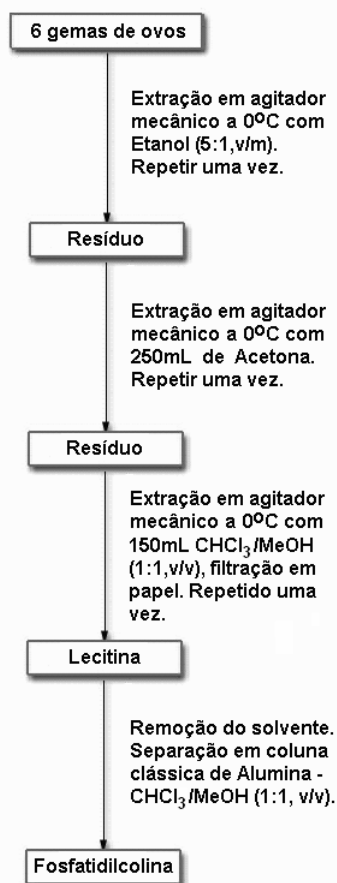 6 gemas de ovos
Extração em agitador
mecânico a 0ºC com
Etanol (5:1,v/m).
Repetir uma vez.
Resíduo
Extração em agitador
mecânico a 0ºC com
250mL de Acetona.
Repetir uma vez.
Resíduo
Extração em agitador
mecânico a 0ºC com
150mL CHCl₃/MeOH
(1:1,v/v), filtração em
papel. Repetido uma
vez.
Lecitina
Remoção do solvente.
Separação em coluna
clássica de Alumina -
CHCl₃/MeOH (1:1, v/v).
Fosfatidilcolina